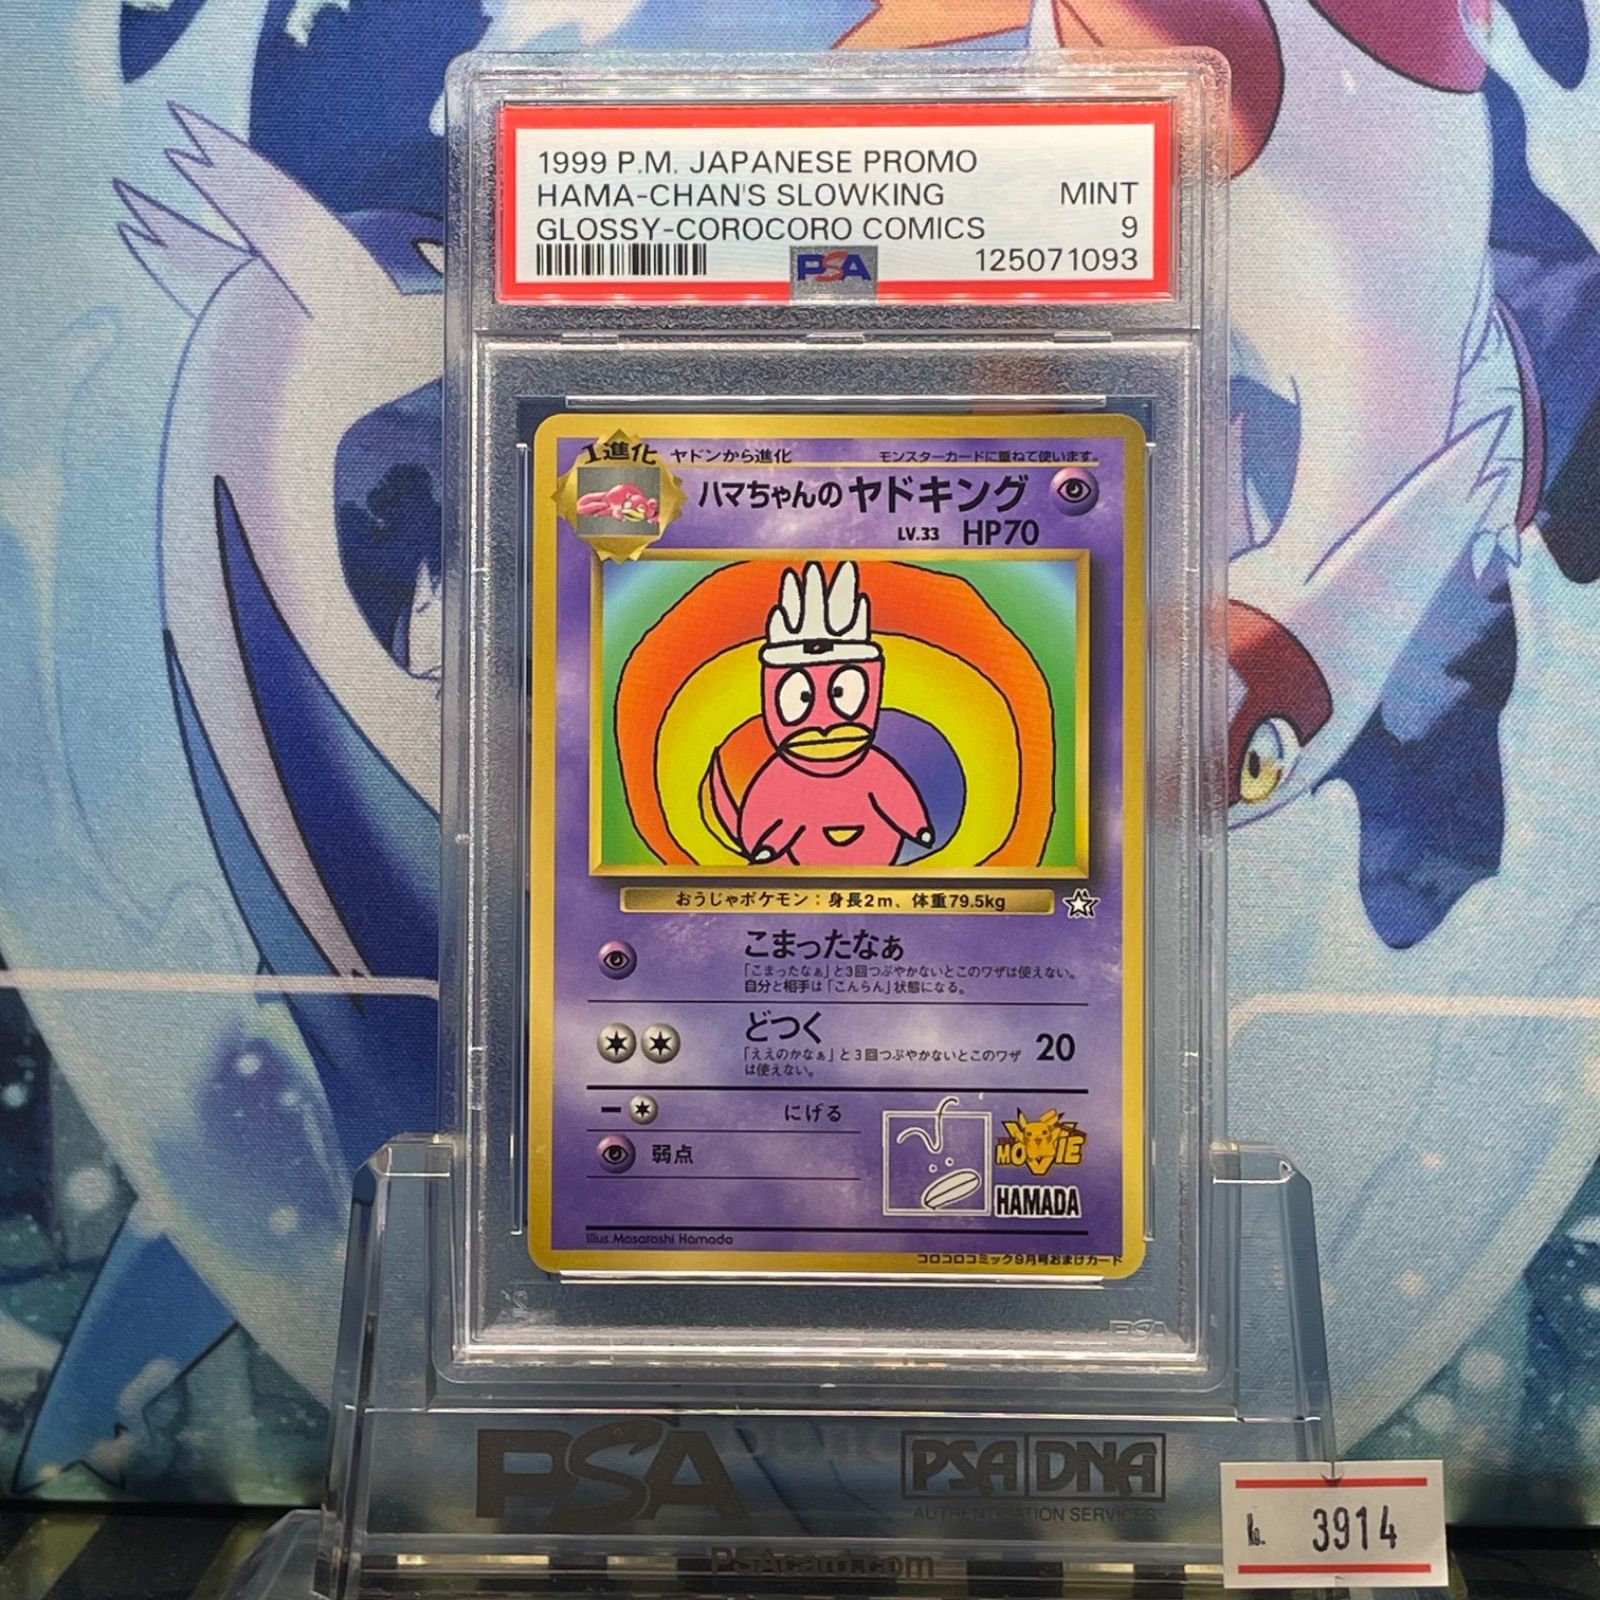 1999 P.M. JAPANESE PROMO
HAMA-CHAN'S SLOWKING MINT
GLOSSY-COROCORO COMICS 9
PSA 125071093
1進化 ヤドンから進化 モンスターカードに重ねて使います。
ハマちゃんのヤドキング
LV.33 HP70
おうじゃポケモン：身長2m、体重79.5kg
こまったなぁ
「こまったなぁ」と3回つぶやかないとこのワザは使えない。
自分と相手は「こんらん」状態になる。
どつく 20
「ええのかなぁ」と3回つぶやかないとこのワザ
は使えない。
ー にげる
弱点
MOVIE
HAMADA
Illus.Masatoshi Hamada
コロコロコミック9月号おまけカード
PSA
PSA PSA DNA
AUTHENTICATION SERVICES
PSAcard.com
No. 3914